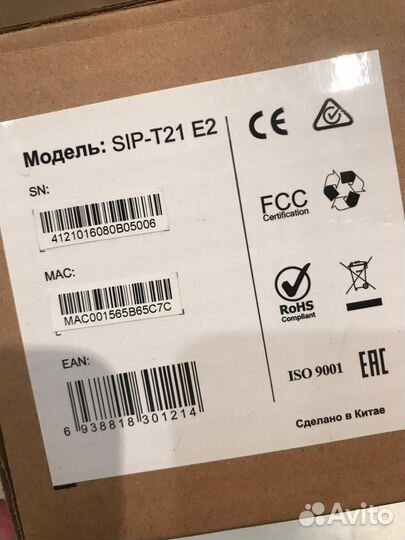 Модель: SIP-T21 E2
SN:
4121016080B05006
MAC:
MAC001565B65C7C
EAN:
6 938818 301214
CE
FCC
Certification
RoHS
Compliant
ISO 9001
EAC
Сделано в Китае
Avito